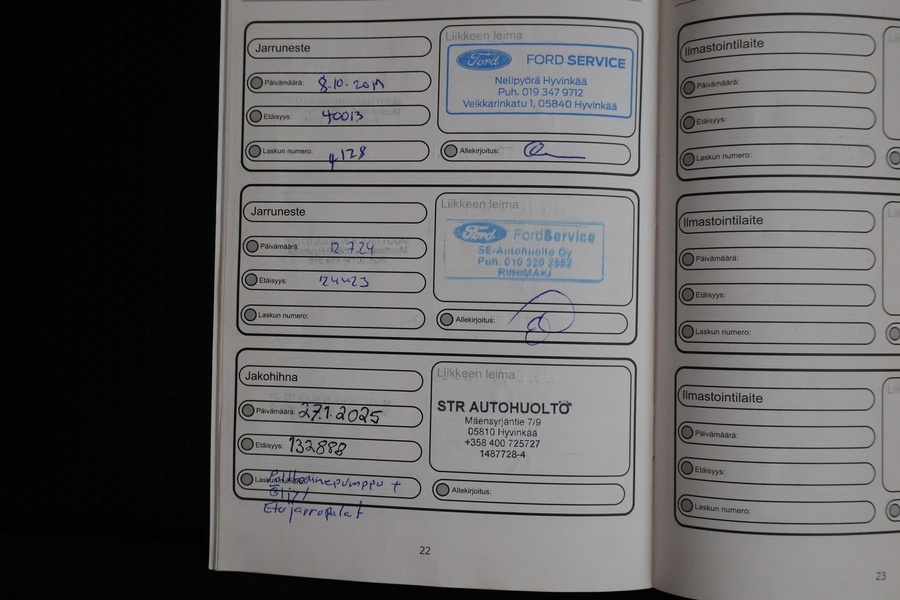 Jarruneste
Päivämäärä: 8.10.2019
Etäisyys: 40013
Laskun numero: 4128
Liikkeen leima
Ford FORD SERVICE
Nelipyörä Hyvinkää
Puh. 019 347 9712
Veikkarinkatu 1, 05840 Hyvinkää
Allekirjoitus:
Jarruneste
Päivämäärä: 12.7.24
Etäisyys: 124423
Laskun numero:
Liikkeen leima
Ford FordService
SE-Autohuolto Oy
Puh. 010 320 2582
RIIHIMÄKI
Allekirjoitus:
Jakohihna
Päivämäärä: 27.1.2025
Etäisyys: 132888
öljyt
Etujarrupalat
Liikkeen leima
STR AUTOHUOLTO
Mäensyrjäntie 7/9
05810 Hyvinkää
+358 400 725727
1487728-4
Allekirjoitus:
22
Ilmastointilaite
Päivämäärä:
Etäisyys:
Laskun numero:
Ilmastointilaite
Päivämäärä:
Etäisyys:
Laskun numero:
Ilmastointilaite
Päivämäärä:
Etäisyys:
Laskun numero:
23